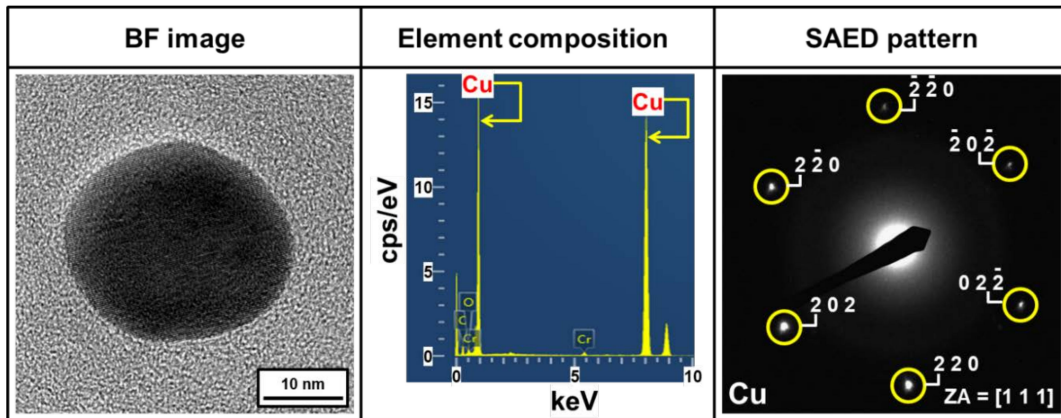 BF image
Element composition
SAED pattern
10 nm
Cu
Cu
15
10
5
0
cps/eV
O
C
Cr
Cr
0
5
10
keV
2̄ 2̄ 0
2̄ 0 2̄
2 2̄ 0
0 2 2̄
2 0 2
2 2 0
Cu
ZA = [1 1 1]